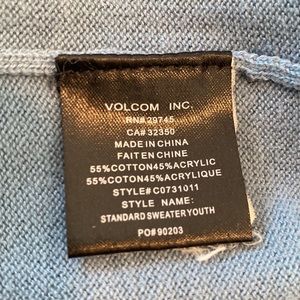 VOLCOM INC.
RN# 29745
CA# 32350
MADE IN CHINA
FAIT EN CHINE
55%COTTON45%ACRYLIC
55%COTTON45%ACRYLIQUE
STYLE#C0731011
STYLE NAME:
STANDARD SWEATER YOUTH
PO#90203